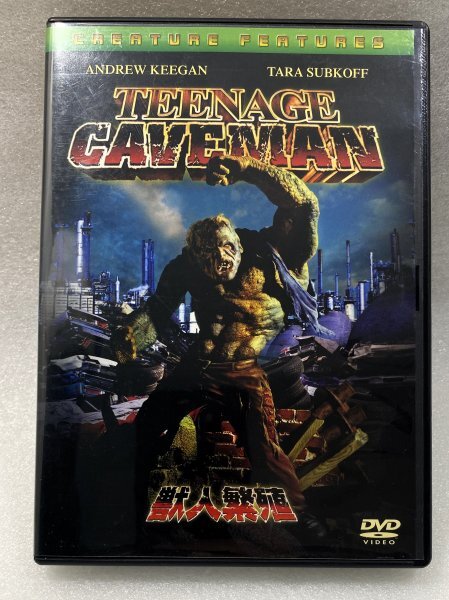 CREATURE FEATURES
ANDREW KEEGAN TARA SUBKOFF
TEENAGE
CAVEMAN
獣人繁殖
DVD
VIDEO